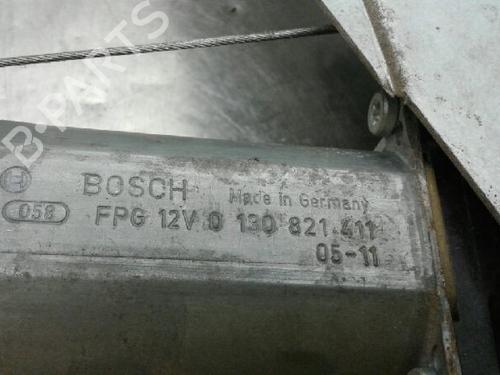 B-PARTS
BOSCH Made in Germany
058 FPG 12V 0 130 821 411
05-11